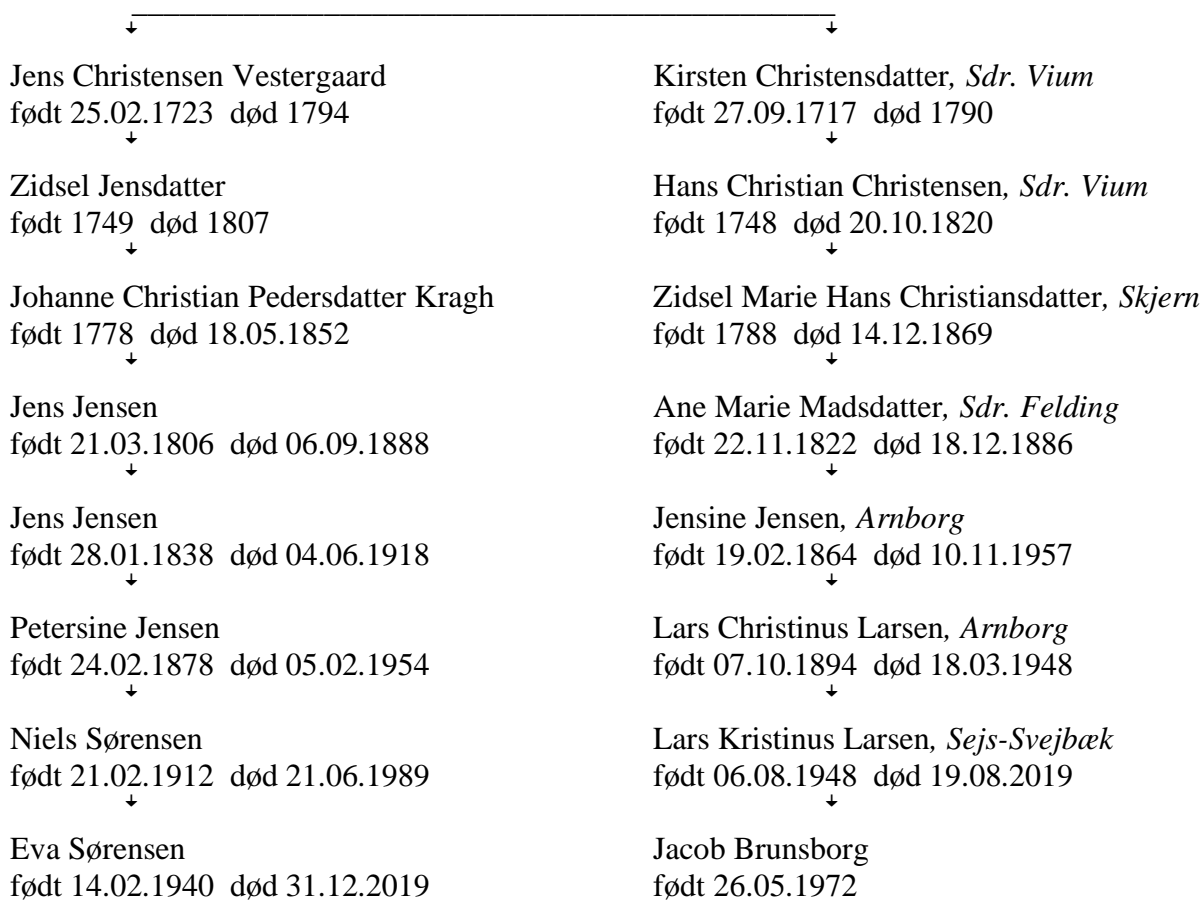 Jens Christensen Vestergaard
født 25.02.1723 død 1794
Kirsten Christensdatter, Sdr. Vium
født 27.09.1717 død 1790
Zidsel Jensdatter
født 1749 død 1807
Hans Christian Christensen, Sdr. Vium
født 1748 død 20.10.1820
Johanne Christian Pedersdatter Kragh
født 1778 død 18.05.1852
Zidsel Marie Hans Christiansdatter, Skjern
født 1788 død 14.12.1869
Jens Jensen
født 21.03.1806 død 06.09.1888
Ane Marie Madsdatter, Sdr. Felding
født 22.11.1822 død 18.12.1886
Jens Jensen
født 28.01.1838 død 04.06.1918
Jensine Jensen, Arnborg
født 19.02.1864 død 10.11.1957
Petersine Jensen
født 24.02.1878 død 05.02.1954
Lars Christinus Larsen, Arnborg
født 07.10.1894 død 18.03.1948
Niels Sørensen
født 21.02.1912 død 21.06.1989
Lars Kristinus Larsen, Sejs-Svejbæk
født 06.08.1948 død 19.08.2019
Eva Sørensen
født 14.02.1940 død 31.12.2019
Jacob Brunsborg
født 26.05.1972